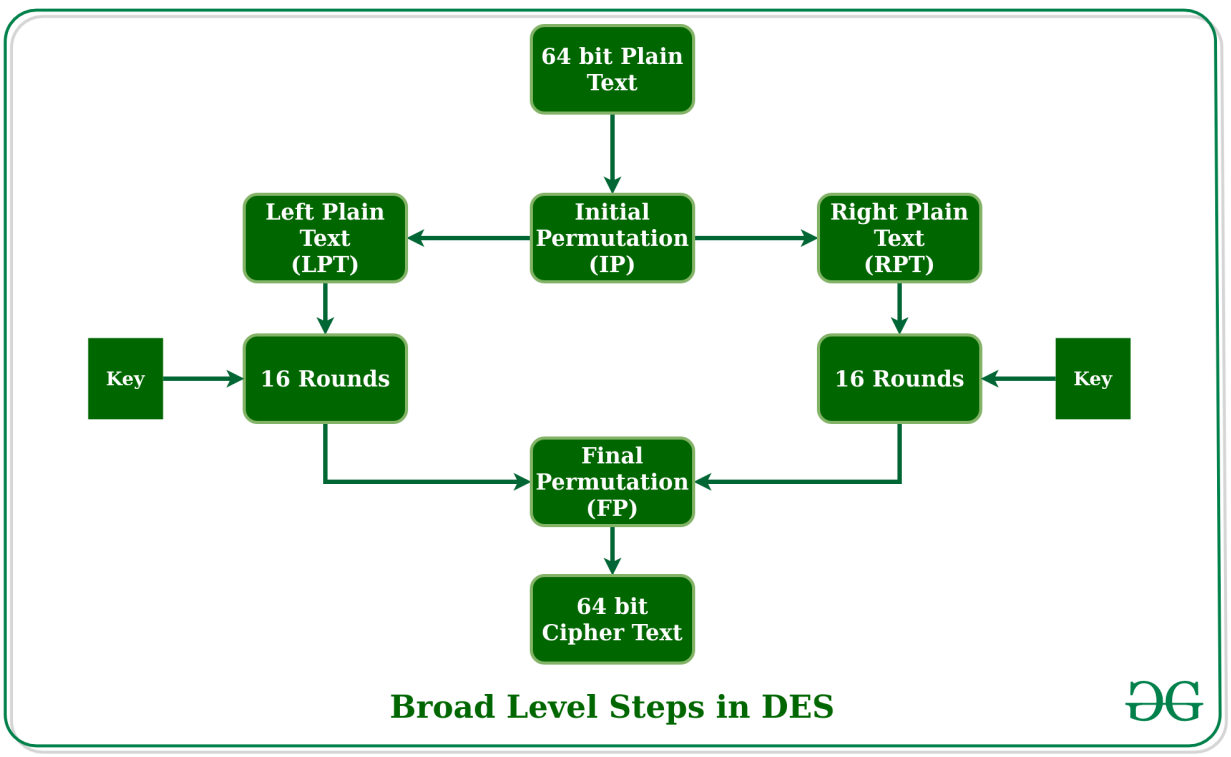 64 bit Plain
Text
Left Plain
Text
(LPT)
Initial
Permutation
(IP)
Right Plain
Text
(RPT)
Key
16 Rounds
16 Rounds
Key
Final
Permutation
(FP)
64 bit
Cipher Text
Broad Level Steps in DES